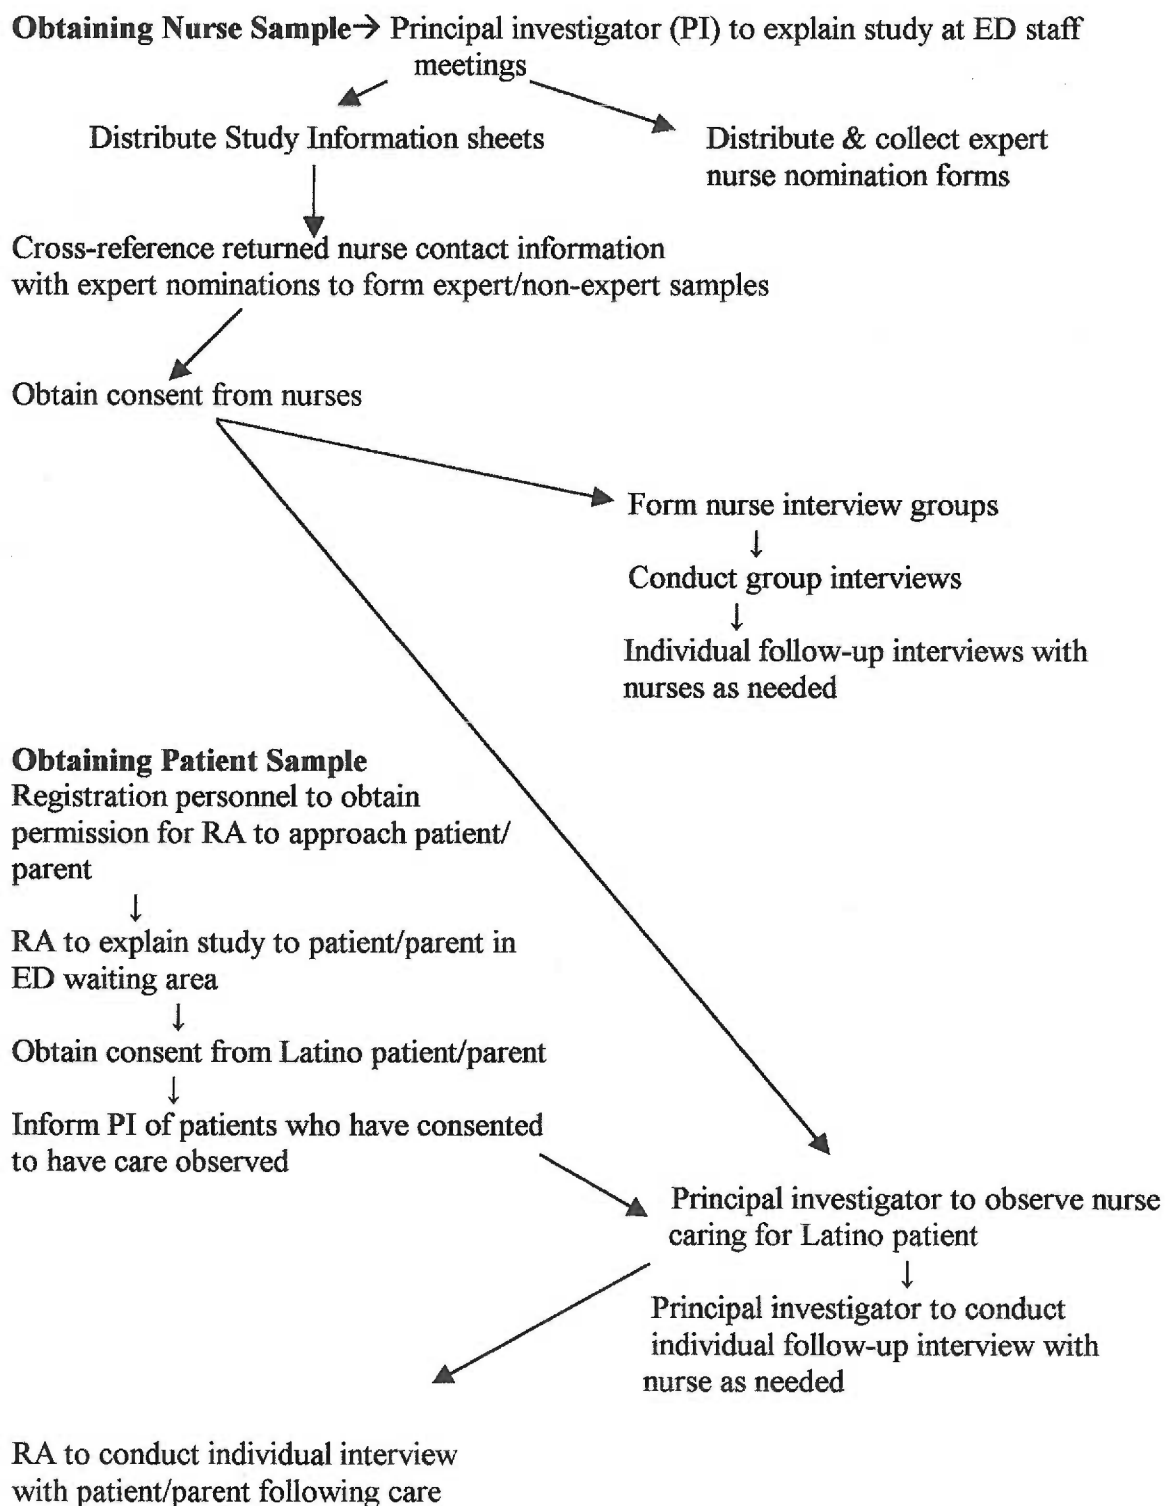 Obtaining Nurse Sample→ Principal investigator (PI) to explain study at ED staff
meetings
Distribute Study Information sheets
Distribute & collect expert
nurse nomination forms
Cross-reference returned nurse contact information
with expert nominations to form expert/non-expert samples
Obtain consent from nurses
Form nurse interview groups
↓
Conduct group interviews
↓
Individual follow-up interviews with
nurses as needed
Obtaining Patient Sample
Registration personnel to obtain
permission for RA to approach patient/
parent
↓
RA to explain study to patient/parent in
ED waiting area
↓
Obtain consent from Latino patient/parent
↓
Inform PI of patients who have consented
to have care observed
Principal investigator to observe nurse
caring for Latino patient
↓
Principal investigator to conduct
individual follow-up interview with
nurse as needed
RA to conduct individual interview
with patient/parent following care